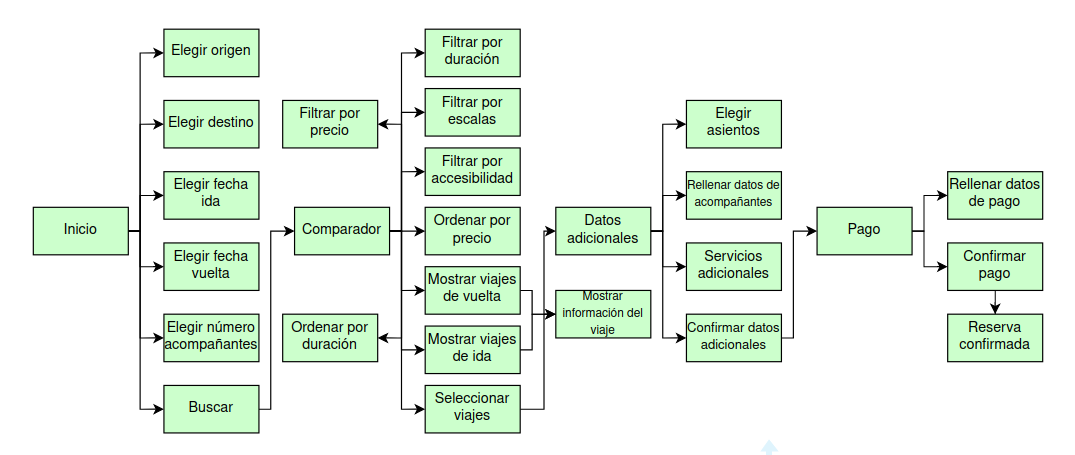 Elegir origen
Elegir destino
Elegir fecha
ida
Inicio
Elegir fecha
vuelta
Elegir número
acompañantes
Buscar
Filtrar por
precio
Comparador
Ordenar por
duración
Filtrar por
duración
Filtrar por
escalas
Filtrar por
accesibilidad
Ordenar por
precio
Mostrar viajes
de vuelta
Mostrar viajes
de ida
Seleccionar
viajes
Datos
adicionales
Mostrar
información del
viaje
Elegir
asientos
Rellenar datos de
acompañantes
Servicios
adicionales
Confirmar datos
adicionales
Pago
Rellenar datos
de pago
Confirmar
pago
Reserva
confirmada